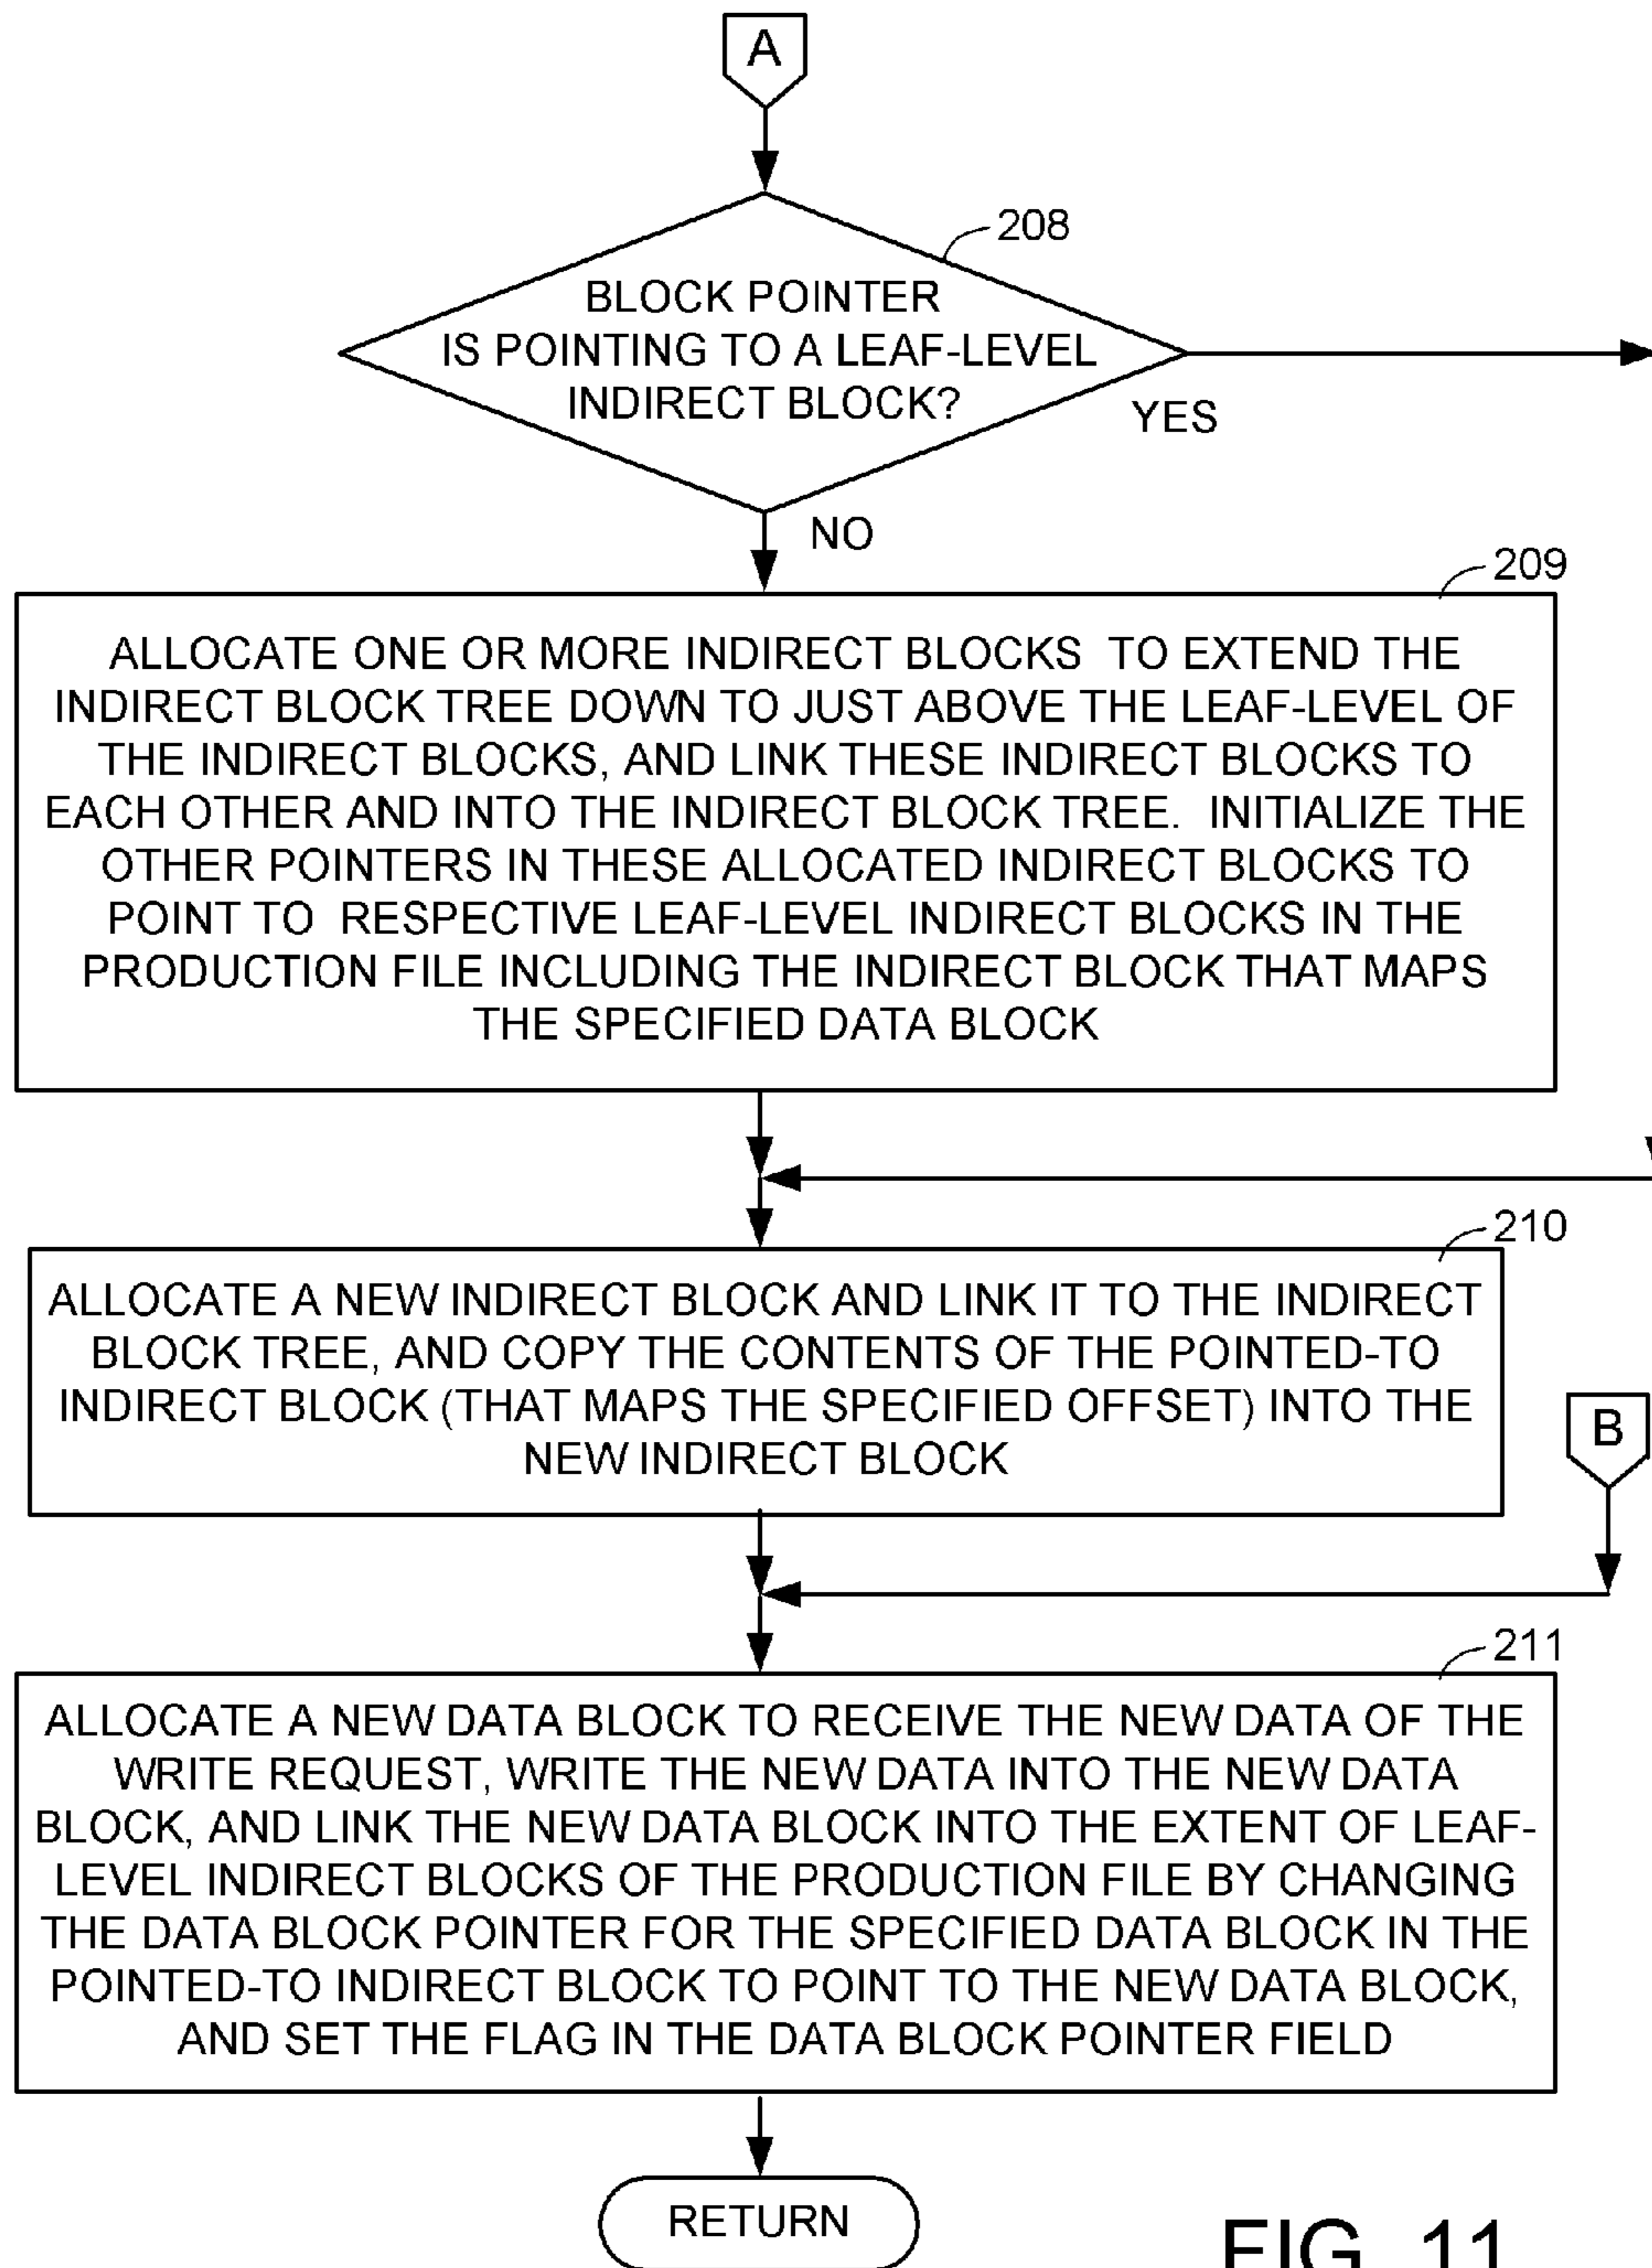 A
208
BLOCK POINTER
IS POINTING TO A LEAF-LEVEL
INDIRECT BLOCK?
YES
NO
209
ALLOCATE ONE OR MORE INDIRECT BLOCKS TO EXTEND THE
INDIRECT BLOCK TREE DOWN TO JUST ABOVE THE LEAF-LEVEL OF
THE INDIRECT BLOCKS, AND LINK THESE INDIRECT BLOCKS TO
EACH OTHER AND INTO THE INDIRECT BLOCK TREE. INITIALIZE THE
OTHER POINTERS IN THESE ALLOCATED INDIRECT BLOCKS TO
POINT TO RESPECTIVE LEAF-LEVEL INDIRECT BLOCKS IN THE
PRODUCTION FILE INCLUDING THE INDIRECT BLOCK THAT MAPS
THE SPECIFIED DATA BLOCK
210
ALLOCATE A NEW INDIRECT BLOCK AND LINK IT TO THE INDIRECT
BLOCK TREE, AND COPY THE CONTENTS OF THE POINTED-TO
INDIRECT BLOCK (THAT MAPS THE SPECIFIED OFFSET) INTO THE
NEW INDIRECT BLOCK
B
211
ALLOCATE A NEW DATA BLOCK TO RECEIVE THE NEW DATA OF THE
WRITE REQUEST, WRITE THE NEW DATA INTO THE NEW DATA
BLOCK, AND LINK THE NEW DATA BLOCK INTO THE EXTENT OF LEAF-
LEVEL INDIRECT BLOCKS OF THE PRODUCTION FILE BY CHANGING
THE DATA BLOCK POINTER FOR THE SPECIFIED DATA BLOCK IN THE
POINTED-TO INDIRECT BLOCK TO POINT TO THE NEW DATA BLOCK,
AND SET THE FLAG IN THE DATA BLOCK POINTER FIELD
RETURN
FIG. 11